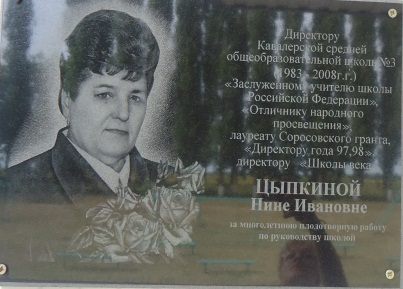 Директору
Кавалерской средней
общеобразовательной школы №3
(1983 - 2008г.г.)
«Заслуженному учителю школы
Российской Федерации»,
«Отличнику народного
просвещения»,
лауреату Соросовского гранта,
«Директору года 97,98»,
директору «Школы века»
ЦЫПКИНОЙ
Нине Ивановне
за многолетнюю плодотворную работу
по руководству школой